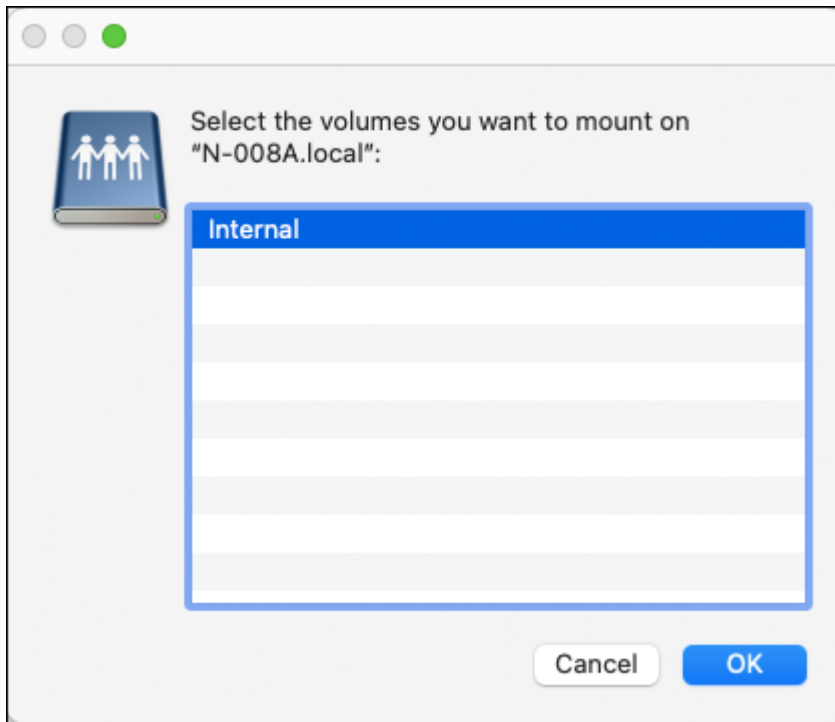 Select the volumes you want to mount on
“N-008A.local”:
Internal
Cancel
OK